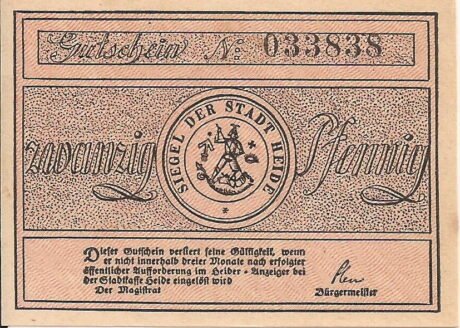 Gutschein No 033838
zwanzig Pfennig
SIEGEL DER STADT HEIDE
Dieser Gutschein verliert seine Gültigkeit, wenn
er nicht innerhalb dreier Monate nach erfolgter
öffentlicher Aufforderung im Heider-Anzeiger bei
der Stadtkasse Heide eingelöst wird
Der Magistrat
Bürgermeister